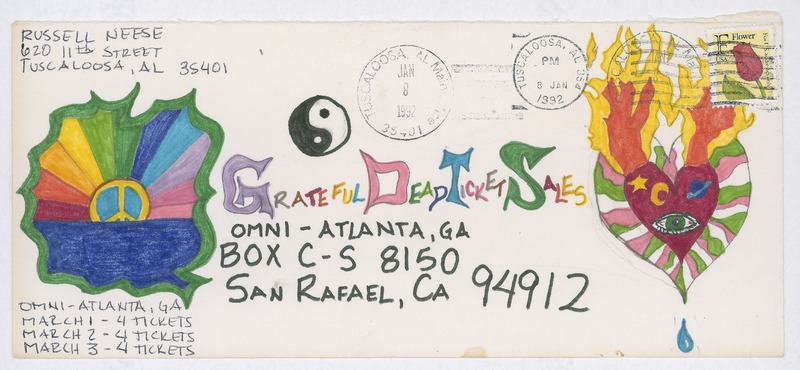 RUSSELL NEESE
620 11th STREET
TUSCALOOSA, AL 35401
TUSCALOOSA, AL Main
JAN
8
1992
35401
TUSCALOOSA, AL 354
PM
8 JAN
1992
F Flower
GRATEFUL DEAD TICKET SALES
OMNI - ATLANTA, GA
BOX C-S 8150
SAN RAFAEL, CA 94912
OMNI - ATLANTA, GA
MARCH 1 - 4 TICKETS
MARCH 2 - 4 TICKETS
MARCH 3 - 4 TICKETS